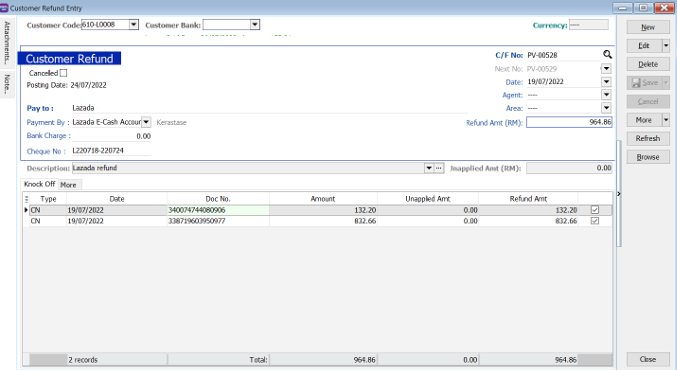 Customer Refund Entry
Customer Code: 610-L0008 Customer Bank: Currency: ----
Attachments...
Note...
Customer Refund
C/F No: PV-00528
Cancelled
Next No: PV-00529
Posting Date: 24/07/2022
Date: 19/07/2022
Agent: ----
Pay to : Lazada
Area: ----
Payment By : Lazada E-Cash Accour Kerastase
Refund Amt (RM): 964.86
Bank Charge : 0.00
Cheque No : L220718-220724
Description: Lazada refund Jnapplied Amt (RM): 0.00
Knock Off More
Type Date Doc No. Amount Unappled Amt Refund Amt
CN 19/07/2022 340074744080906 132.20 0.00 132.20
CN 19/07/2022 338719603950977 832.66 0.00 832.66
2 records Total: 964.86 0.00 964.86
New
Edit
Delete
Save
Cancel
More
Refresh
Browse
Close